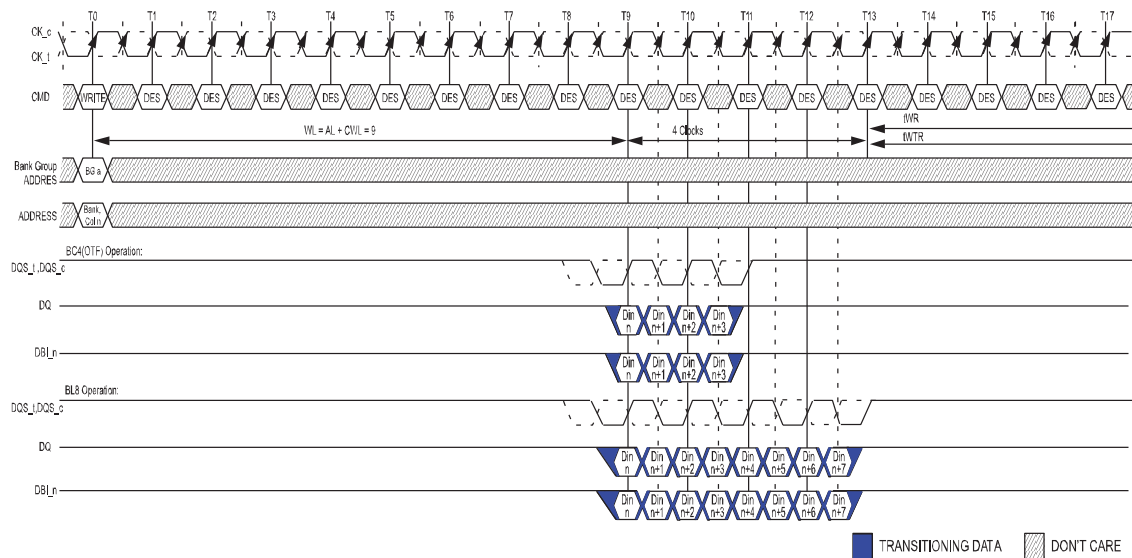 T0 T1 T2 T3 T4 T5 T6 T7 T8 T9 T10 T11 T12 T13 T14 T15 T16 T17
CK_c
CK_t
CMD WRITE DES DES DES DES DES DES DES DES DES DES DES DES DES DES DES DES DES
tWR
WL = AL + CWL = 9 4 Clocks
tWTR
Bank Group
ADDRES
BG a
ADDRESS
Bank,
Col n
BC4(OTF) Operation:
DQS_t,DQS_c
DQ
Din Din Din Din
n n+1 n+2 n+3
DBI_n
Din Din Din Din
n n+1 n+2 n+3
BL8 Operation:
DQS_t,DQS_c
DQ
Din Din Din Din Din Din Din Din
n n+1 n+2 n+3 n+4 n+5 n+6 n+7
DBI_n
Din Din Din Din Din Din Din Din
n n+1 n+2 n+3 n+4 n+5 n+6 n+7
TRANSITIONING DATA DON'T CARE